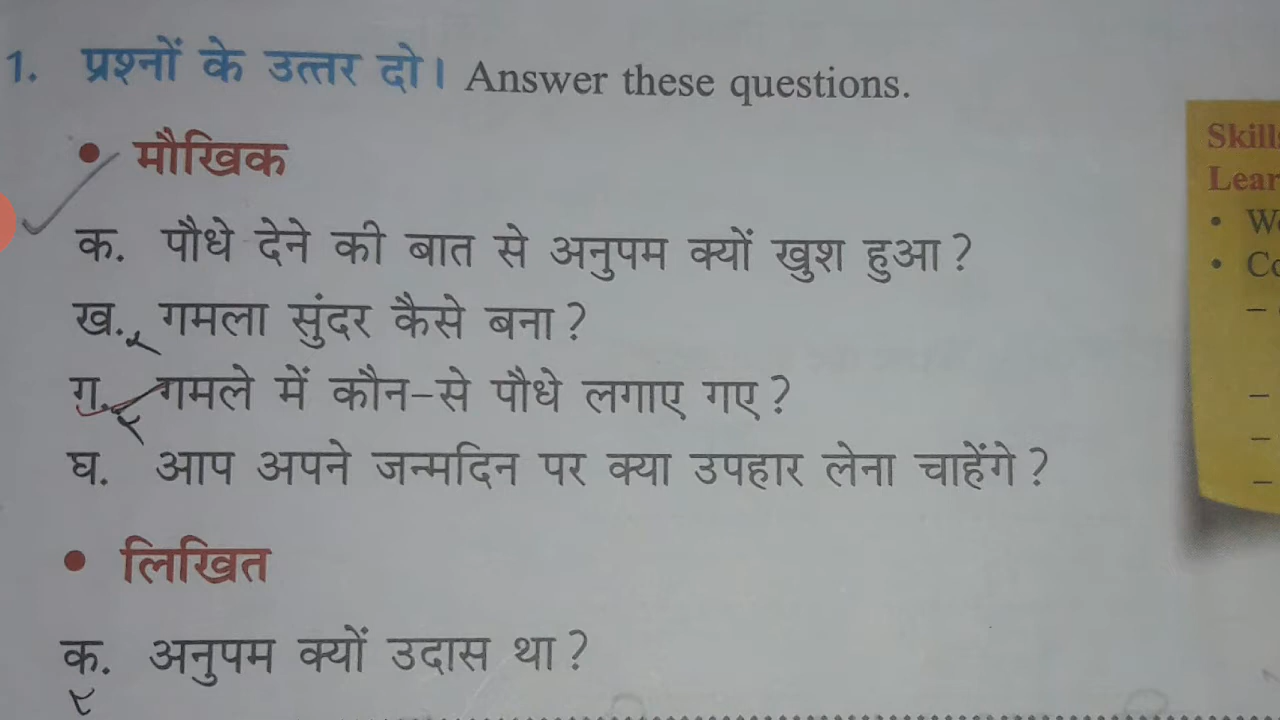 1. प्रश्नों के उत्तर दो। Answer these questions.
• मौखिक
क. पौधे देने की बात से अनुपम क्यों खुश हुआ?
ख. गमला सुंदर कैसे बना?
ग. गमले में कौन-से पौधे लगाए गए?
घ. आप अपने जन्मदिन पर क्या उपहार लेना चाहेंगे?
• लिखित
क. अनुपम क्यों उदास था?
Skill
Lear